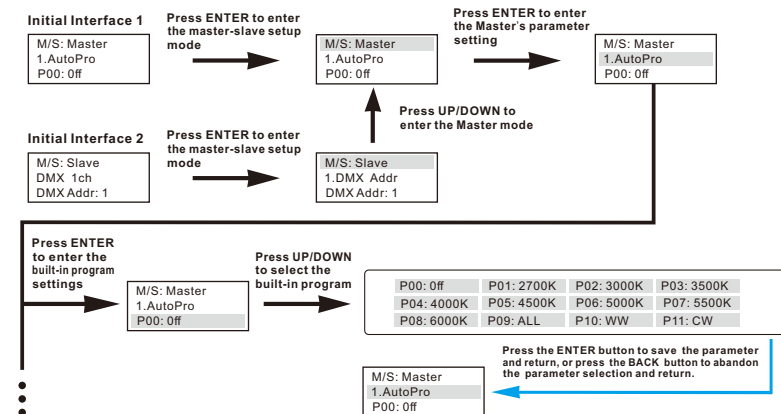 Initial Interface 1
M/S: Master
1.AutoPro
P00: 0ff
Press ENTER to enter
the master-slave setup
mode
M/S: Master
1.AutoPro
P00: 0ff
Press ENTER to enter
the Master's parameter
setting
M/S: Master
1.AutoPro
P00: 0ff
Press UP/DOWN to
enter the Master mode
Initial Interface 2
M/S: Slave
DMX 1ch
DMX Addr: 1
Press ENTER to enter
the master-slave setup
mode
M/S: Slave
1.DMX Addr
DMX Addr: 1
Press ENTER
to enter the
built-in program
settings
M/S: Master
1.AutoPro
P00: 0ff
Press UP/DOWN
to select the
built-in program
P00: 0ff P01: 2700K P02: 3000K P03: 3500K
P04: 4000K P05: 4500K P06: 5000K P07: 5500K
P08: 6000K P09: ALL P10: WW P11: CW
Press the ENTER button to save the parameter
and return, or press the BACK button to abandon
the parameter selection and return.
M/S: Master
1.AutoPro
P00: 0ff